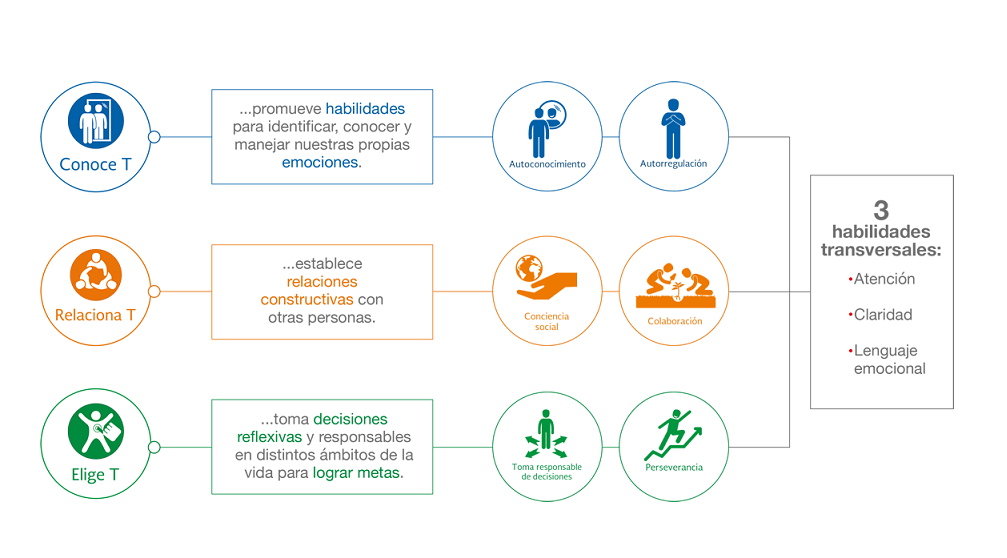 Conoce T
...promueve habilidades
para identificar, conocer y
manejar nuestras propias
emociones.
Autoconocimiento
Autorregulación
Relaciona T
...establece
relaciones
constructivas con
otras personas.
Conciencia
social
Colaboración
Elige T
...toma decisiones
reflexivas y responsables
en distintos ámbitos de la
vida para lograr metas.
Toma responsable
de decisiones
Perseverancia
3
habilidades
transversales:
•Atención
•Claridad
•Lenguaje
emocional